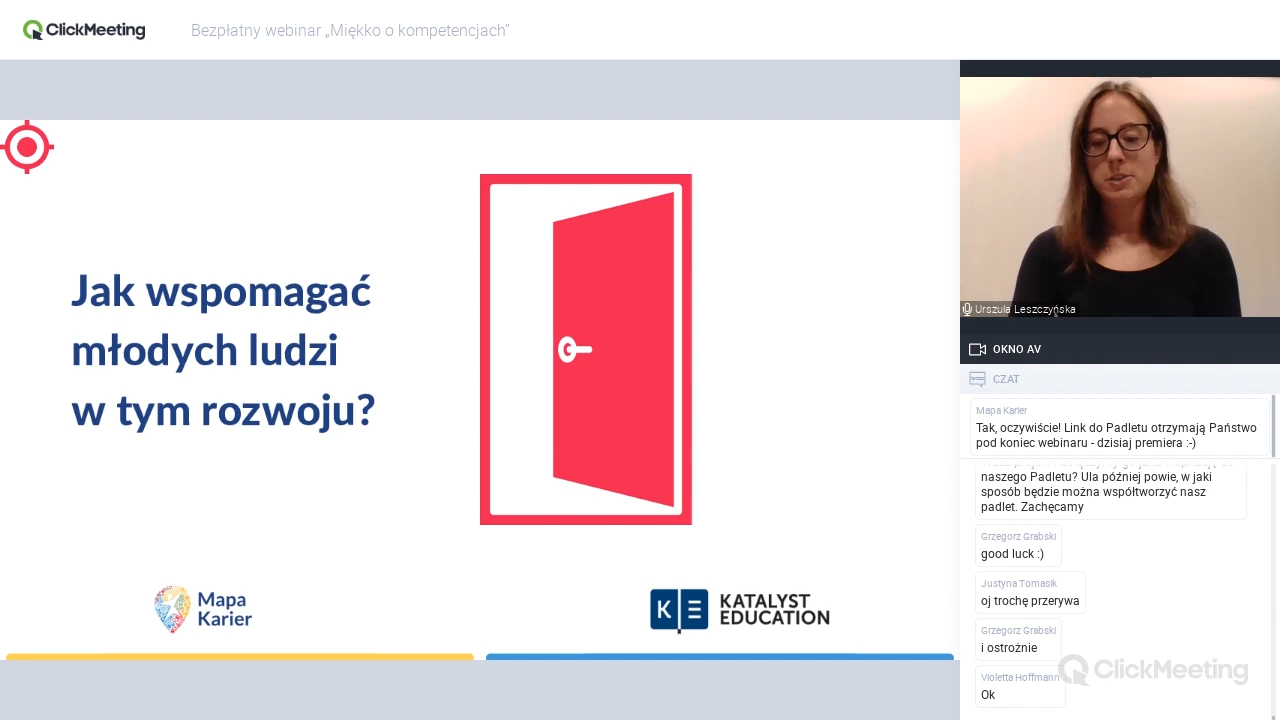 ClickMeeting
Bezpłatny webinar „Miękko o kompetencjach”
Jak wspomagać
młodych ludzi
w tym rozwoju?
Mapa
Karier
KE
KATALYST
EDUCATION
Urszula Leszczyńska
OKNO AV
CZAT
Mapa Karier
Tak, oczywiście! Link do Padletu otrzymają Państwo
pod koniec webinaru - dzisiaj premiera :-)
naszego Padletu? Ula później powie, w jaki
sposób będzie można współtworzyć nasz
padlet. Zachęcamy
Grzegorz Grabski
good luck :)
Justyna Tomasik
oj trochę przerywa
Grzegorz Grabski
i ostrożnie
Violetta Hoffmann
Ok
ClickMeeting